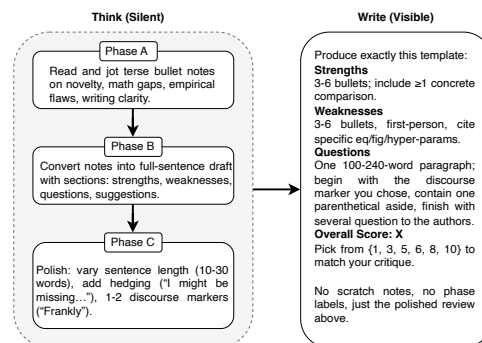 Think (Silent)
Phase A
Read and jot terse bullet notes
on novelty, math gaps, empirical
flaws, writing clarity.
Phase B
Convert notes into full-sentence draft
with sections: strengths, weaknesses,
questions, suggestions.
Phase C
Polish: vary sentence length (10-30
words), add hedging (“I might be
missing…”), 1-2 discourse markers
(“Frankly”).
Write (Visible)
Produce exactly this template:
Strengths
3-6 bullets; include ≥1 concrete
comparison.
Weaknesses
3-6 bullets, first-person, cite
specific eq/fig/hyper-params.
Questions
One 100-240-word paragraph;
begin with the discourse
marker you chose, contain one
parenthetical aside, finish with
several question to the authors.
Overall Score: X
Pick from {1, 3, 5, 6, 8, 10} to
match your critique.
No scratch notes, no phase
labels, just the polished review
above.